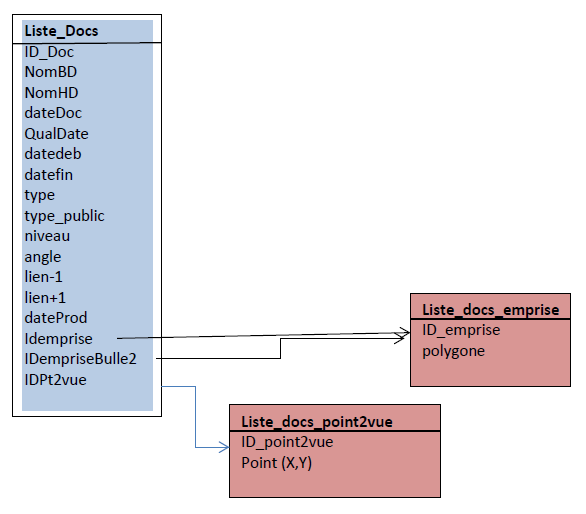 Liste_Docs
ID_Doc
NomBD
NomHD
dateDoc
QualDate
datedeb
datefin
type
type_public
niveau
angle
lien-1
lien+1
dateProd
Idemprise
IDempriseBulle2
IDPt2vue
Liste_docs_emprise
ID_emprise
polygone
Liste_docs_point2vue
ID_point2vue
Point (X,Y)